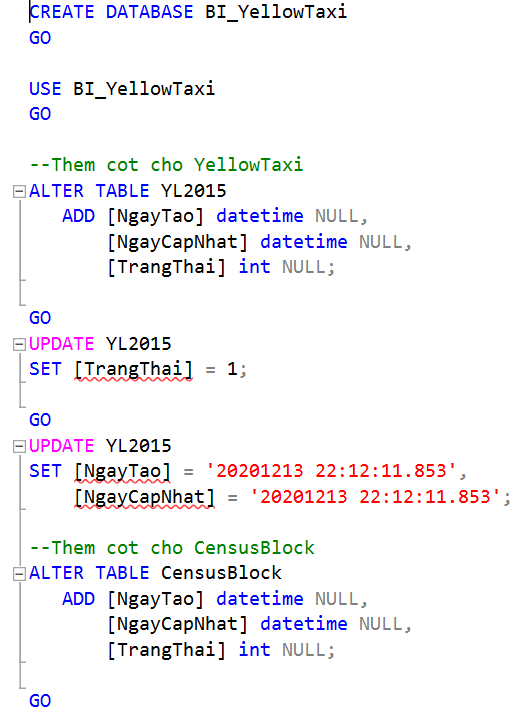 CREATE DATABASE BI_YellowTaxi
GO

USE BI_YellowTaxi
GO

--Them cot cho YellowTaxi
ALTER TABLE YL2015
   ADD [NgayTao] datetime NULL,
       [NgayCapNhat] datetime NULL,
       [TrangThai] int NULL;

GO
UPDATE YL2015
SET [TrangThai] = 1;

GO
UPDATE YL2015
SET [NgayTao] = '20201213 22:12:11.853',
    [NgayCapNhat] = '20201213 22:12:11.853';

--Them cot cho CensusBlock
ALTER TABLE CensusBlock
   ADD [NgayTao] datetime NULL,
       [NgayCapNhat] datetime NULL,
       [TrangThai] int NULL;

GO